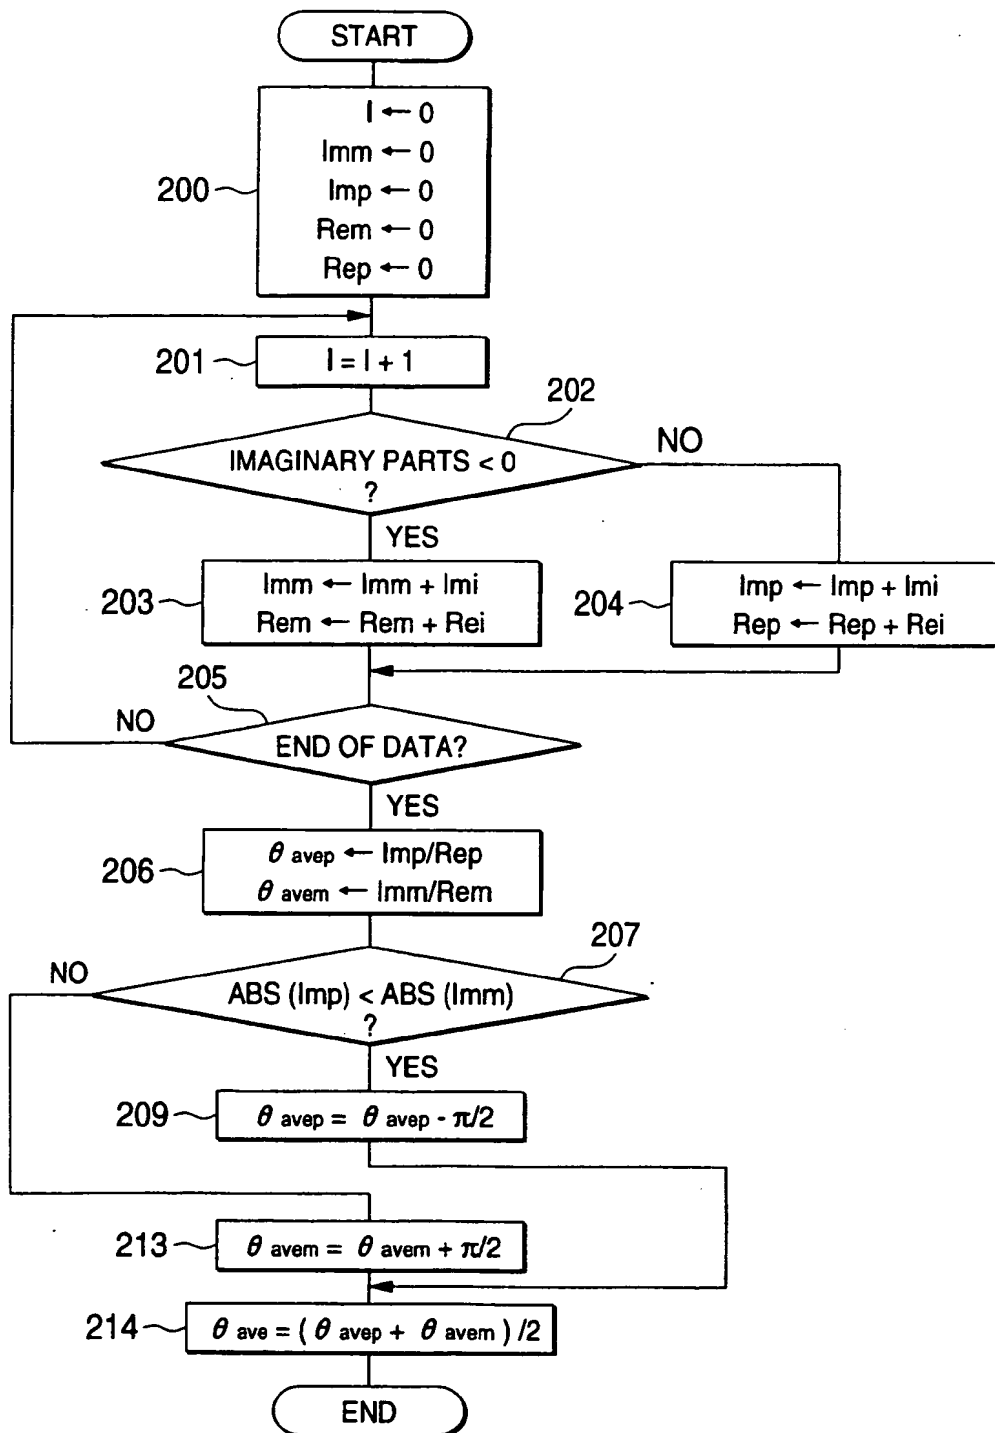 START
I ← 0
Imm ← 0
Imp ← 0
Rem ← 0
Rep ← 0
200
201
I = I + 1
202
IMAGINARY PARTS < 0
?
NO
YES
203
Imm ← Imm + Imi
Rem ← Rem + Rei
204
Imp ← Imp + Imi
Rep ← Rep + Rei
205
NO
END OF DATA?
YES
206
θ avep ← Imp/Rep
θ avem ← Imm/Rem
207
NO
ABS (Imp) < ABS (Imm)
?
YES
209
θ avep = θ avep - π/2
213
θ avem = θ avem + π/2
214
θ ave = ( θ avep + θ avem ) /2
END